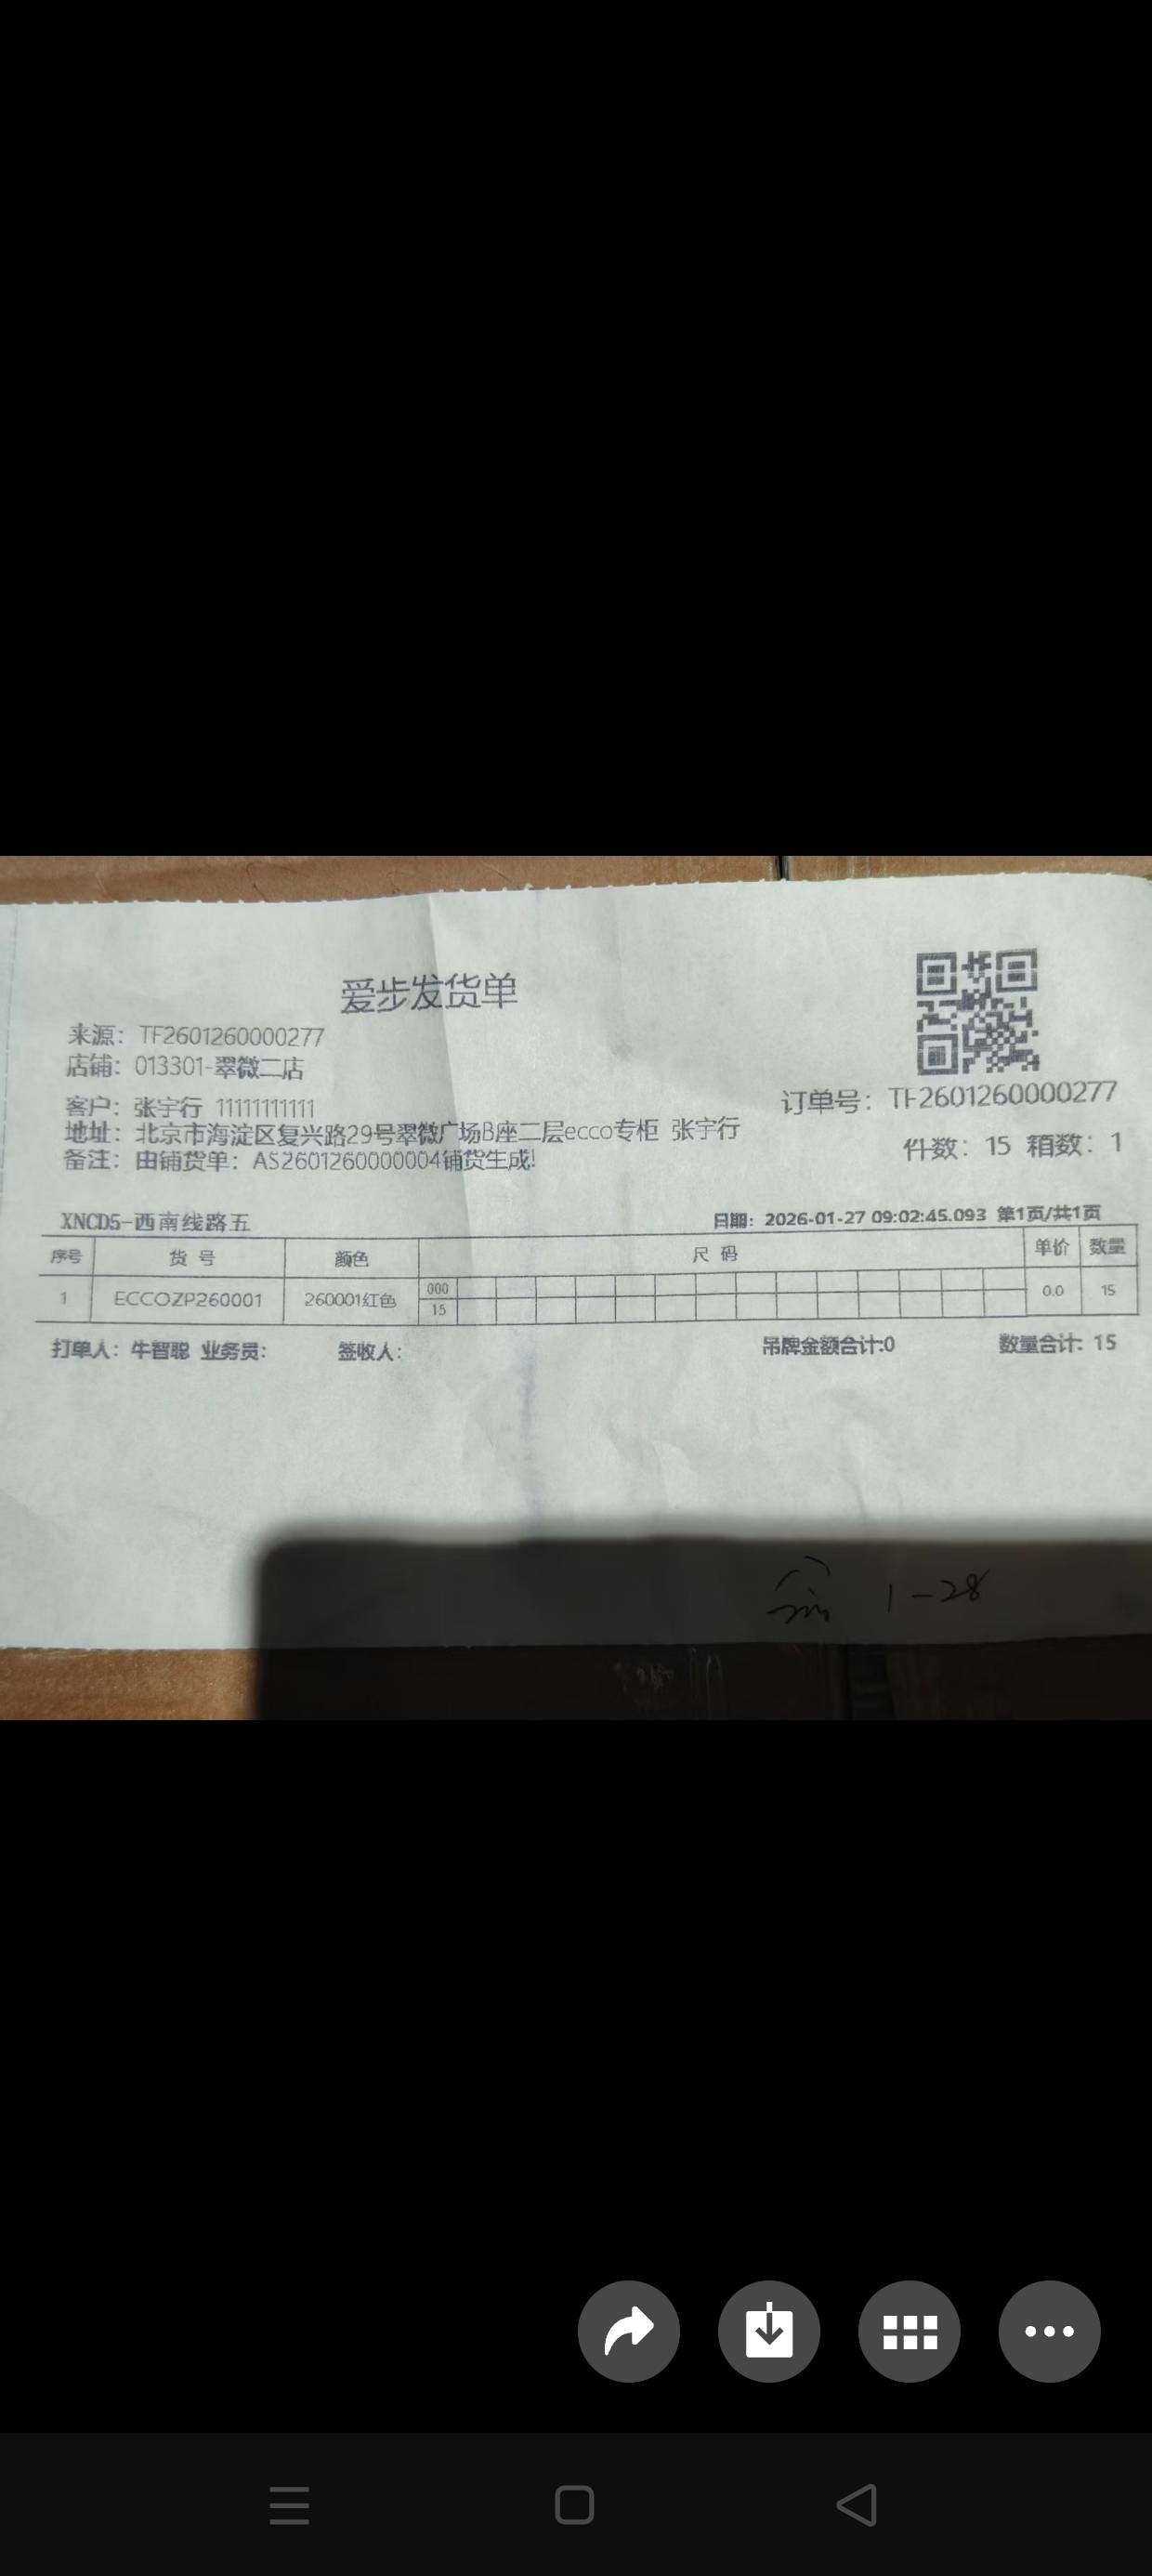 爱步发货单
来源：TF2601260000277
店铺：013301-翠微二店
客户：张宇行 11111111111
订单号：TF2601260000277
地址：北京市海淀区复兴路29号翠微广场B座二层ecco专柜 张宇行
备注：由铺货单：AS2601260000004铺货生成!
件数：15 箱数：1
XNCD5-西南线路五
日期：2026-01-27 09:02:45.093 第1页/共1页
序号 货号 颜色 尺码 单价 数量
1 ECCOZP260001 260001红色 000 0.0 15
15
打单人：牛智聪 业务员： 签收人： 吊牌金额合计:0 数量合计：15
1-28